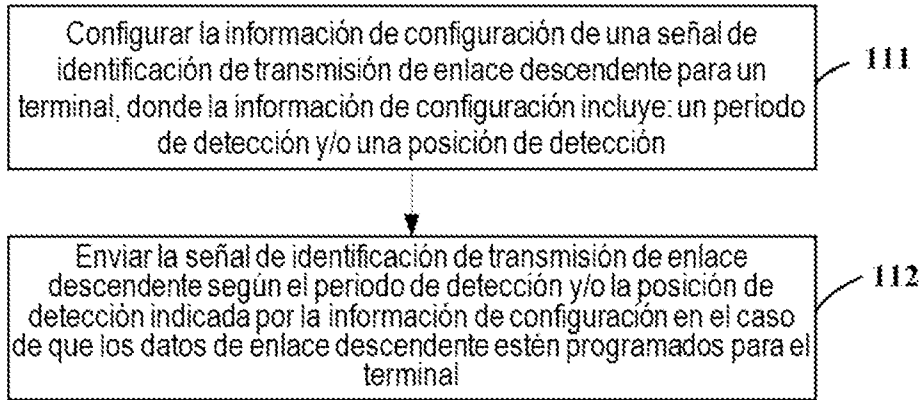 Configurar la información de configuración de una señal de
identificación de transmisión de enlace descendente para un
terminal, donde la información de configuración incluye: un período
de detección y/o una posición de detección
111
Enviar la señal de identificación de transmisión de enlace
descendente según el periodo de detección y/o la posición de
detección indicada por la información de configuración en el caso
de que los datos de enlace descendente estén programados para el
terminal
112